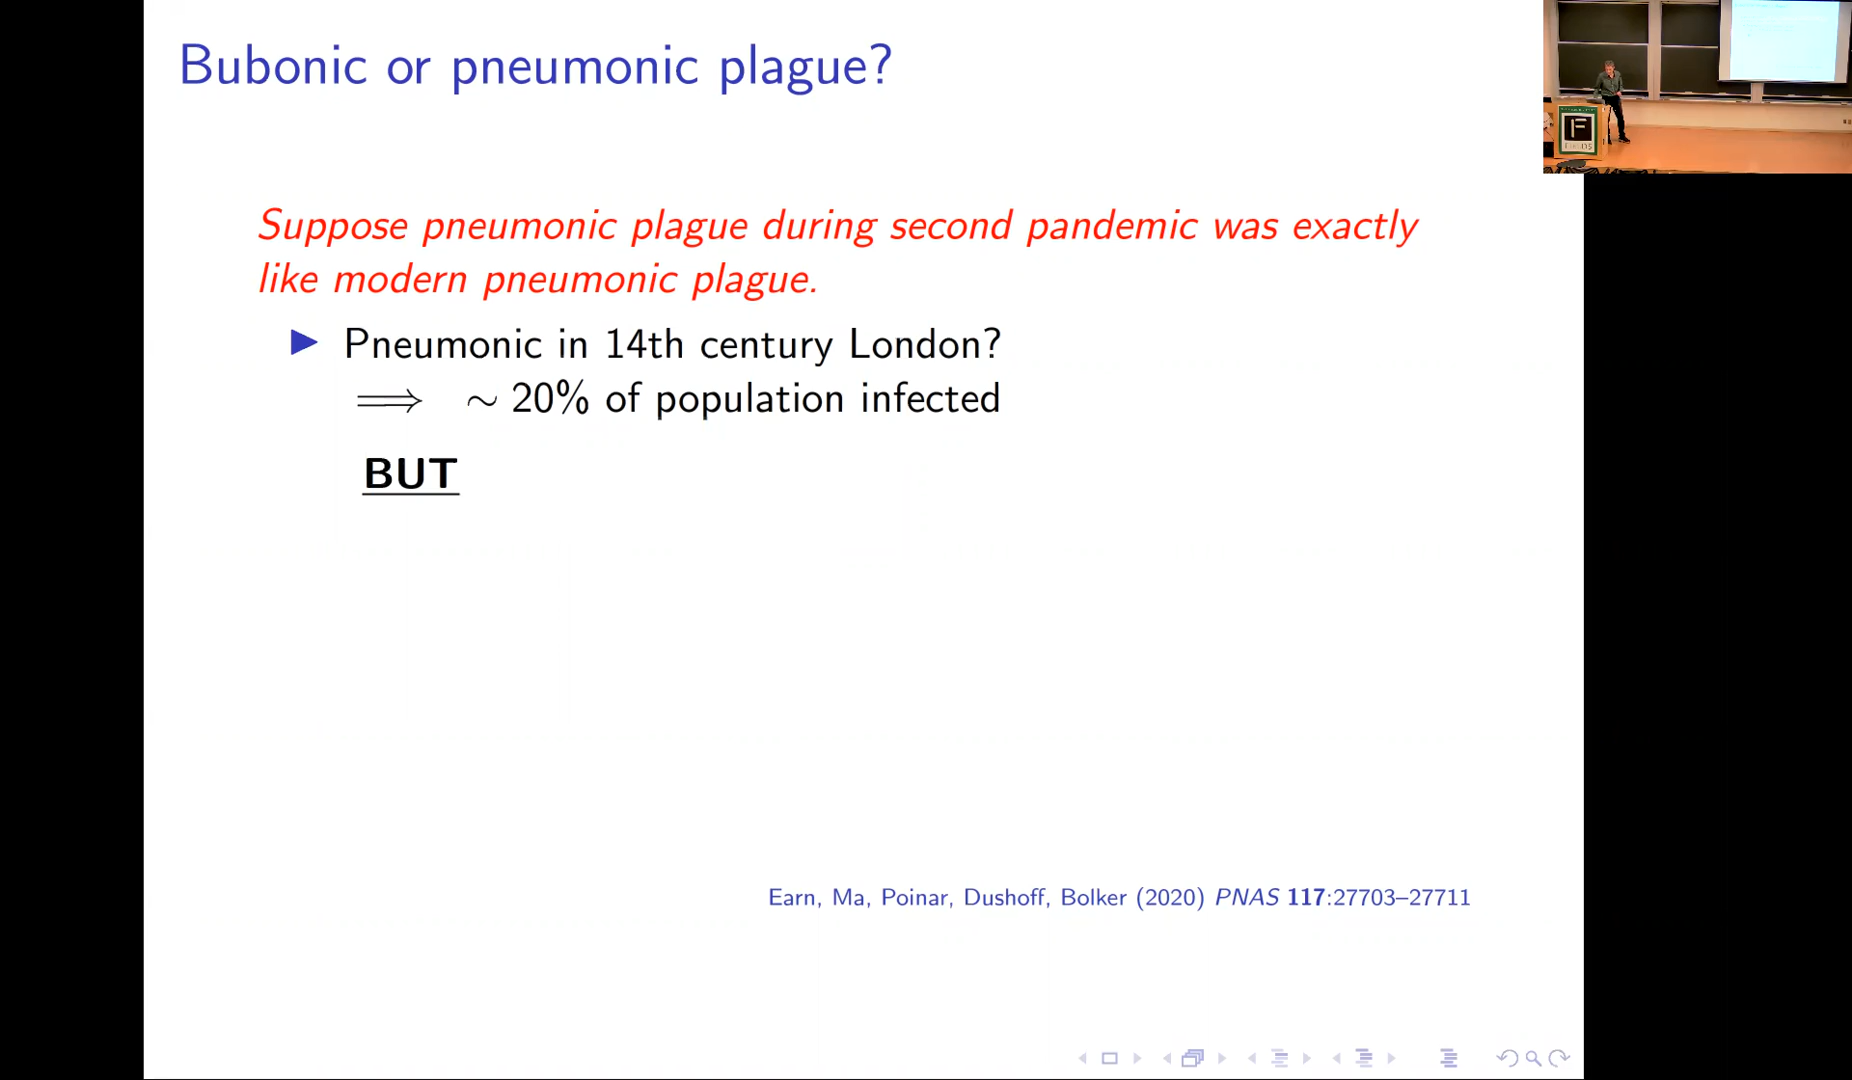 Bubonic or pneumonic plague?
Suppose pneumonic plague during second pandemic was exactly
like modern pneumonic plague.
▶ Pneumonic in 14th century London?
⟹ ∼ 20% of population infected
BUT
Earn, Ma, Poinar, Dushoff, Bolker (2020) PNAS 117:27703–27711
F
FIELDS